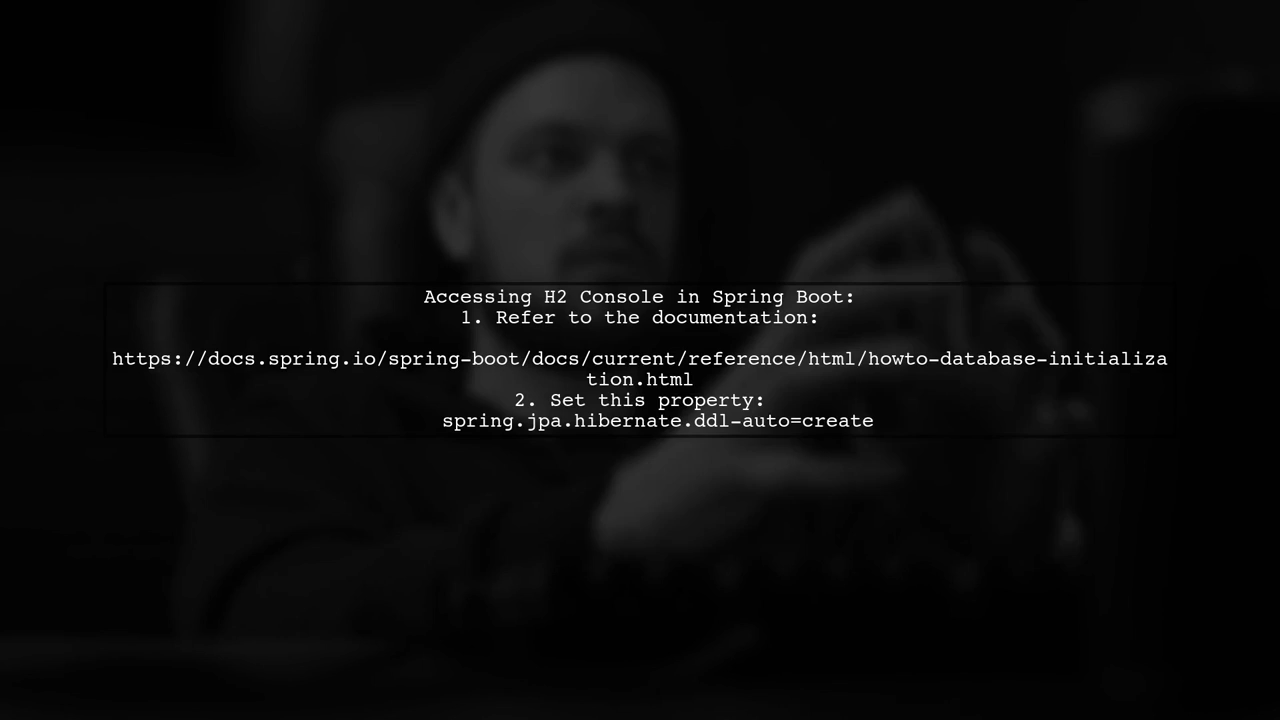 Accessing H2 Console in Spring Boot:
1. Refer to the documentation:
https://docs.spring.io/spring-boot/docs/current/reference/html/howto-database-initializa
tion.html
2. Set this property:
spring.jpa.hibernate.ddl-auto=create